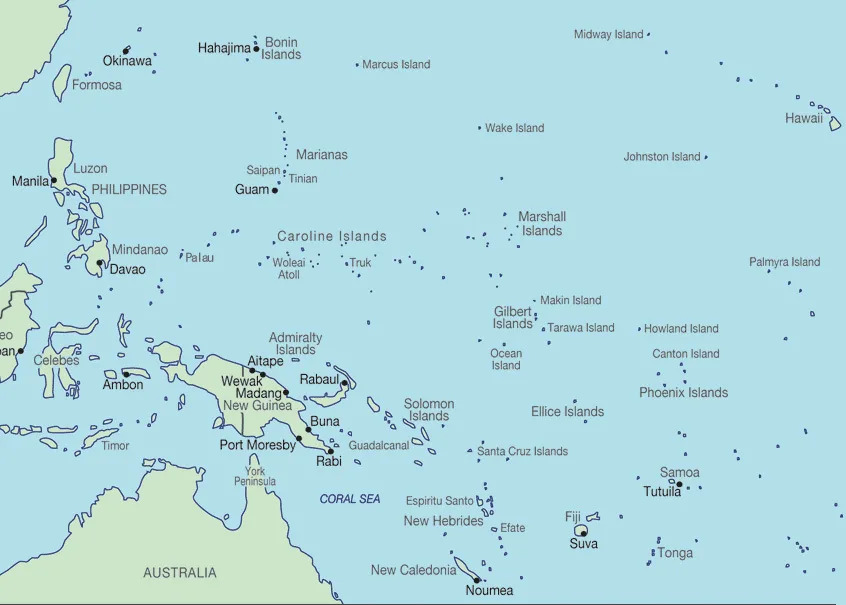 Midway Island
Hahajima
Bonin
Islands
Okinawa
Marcus Island
Formosa
Hawaii
Wake Island
Marianas
Johnston Island
Luzon
Saipan
Tinian
Manila
PHILIPPINES
Guam
Marshall
Islands
Caroline Islands
Mindanao
Palau
Woleai
Atoll
Truk
Davao
Palmyra Island
Makin Island
Gilbert
Islands
Tarawa Island
Howland Island
eo
Admiralty
Islands
an
Celebes
Ocean
Island
Canton Island
Aitape
Ambon
Wewak
Rabaul
Madang
Phoenix Islands
New Guinea
Solomon
Islands
Ellice Islands
Buna
Timor
Port Moresby
Guadalcanal
Rabi
Santa Cruz Islands
York
Peninsula
Samoa
Tutuila
CORAL SEA
Espiritu Santo
New Hebrides
Efate
Fiji
Suva
Tonga
AUSTRALIA
New Caledonia
Noumea